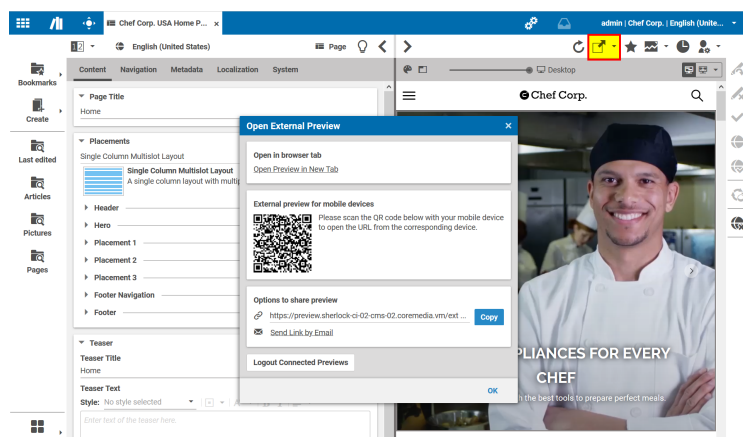 Chef Corp. USA Home P... ×
admin | Chef Corp. | English (Unite...
1 2
English (United States)
Page
Content
Navigation
Metadata
Localization
System
Desktop
Bookmarks
Create
Last edited
Articles
Pictures
Pages
Page Title
Home
Placements
Single Column Multislot Layout
Single Column Multislot Layout
A single column layout with multip
Header
Hero
Placement 1
Placement 2
Placement 3
Footer Navigation
Footer
Teaser
Teaser Title
Home
Teaser Text
Style: No style selected
Enter text of the teaser here.
Open External Preview ×
Open in browser tab
Open Preview in New Tab
External preview for mobile devices
Please scan the QR code below with your mobile device
to open the URL from the corresponding device.
Options to share preview
https://preview.sherlock-ci-02-cms-02.coremedia.vm/ext ...
Copy
Send Link by Email
Logout Connected Previews
OK
Chef Corp.
PLIANCES FOR EVERY
CHEF
h the best tools to prepare perfect meals.